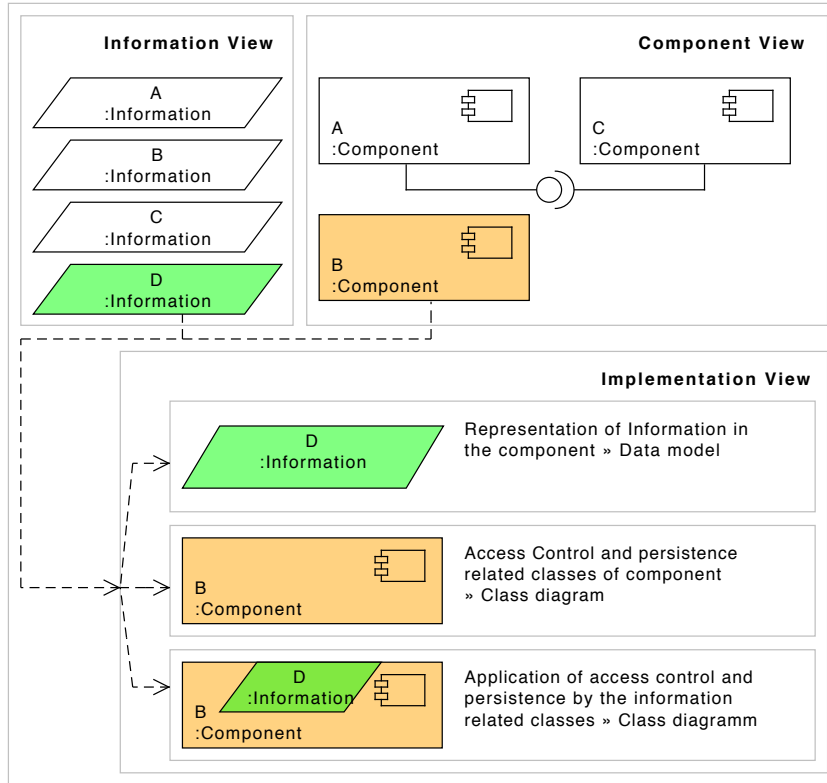 Information View
A
:Information
B
:Information
C
:Information
D
:Information
Component View
A
:Component
C
:Component
B
:Component
Implementation View
D
:Information
Representation of Information in
the component » Data model
B
:Component
Access Control and persistence
related classes of component
» Class diagram
D
:Information
B
:Component
Application of access control and
persistence by the information
related classes » Class diagramm